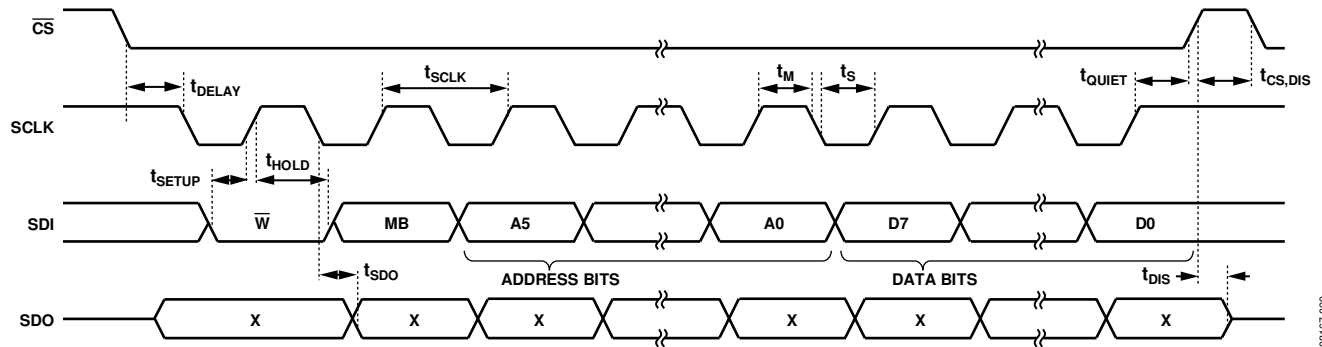 CS
tDELAY
tSCLK
tM
tS
tQUIET
tCS,DIS
SCLK
tSETUP
tHOLD
SDI
W
MB
A5
A0
D7
D0
tSDO
ADDRESS BITS
DATA BITS
tDIS
SDO
X
X
X
X
X
X